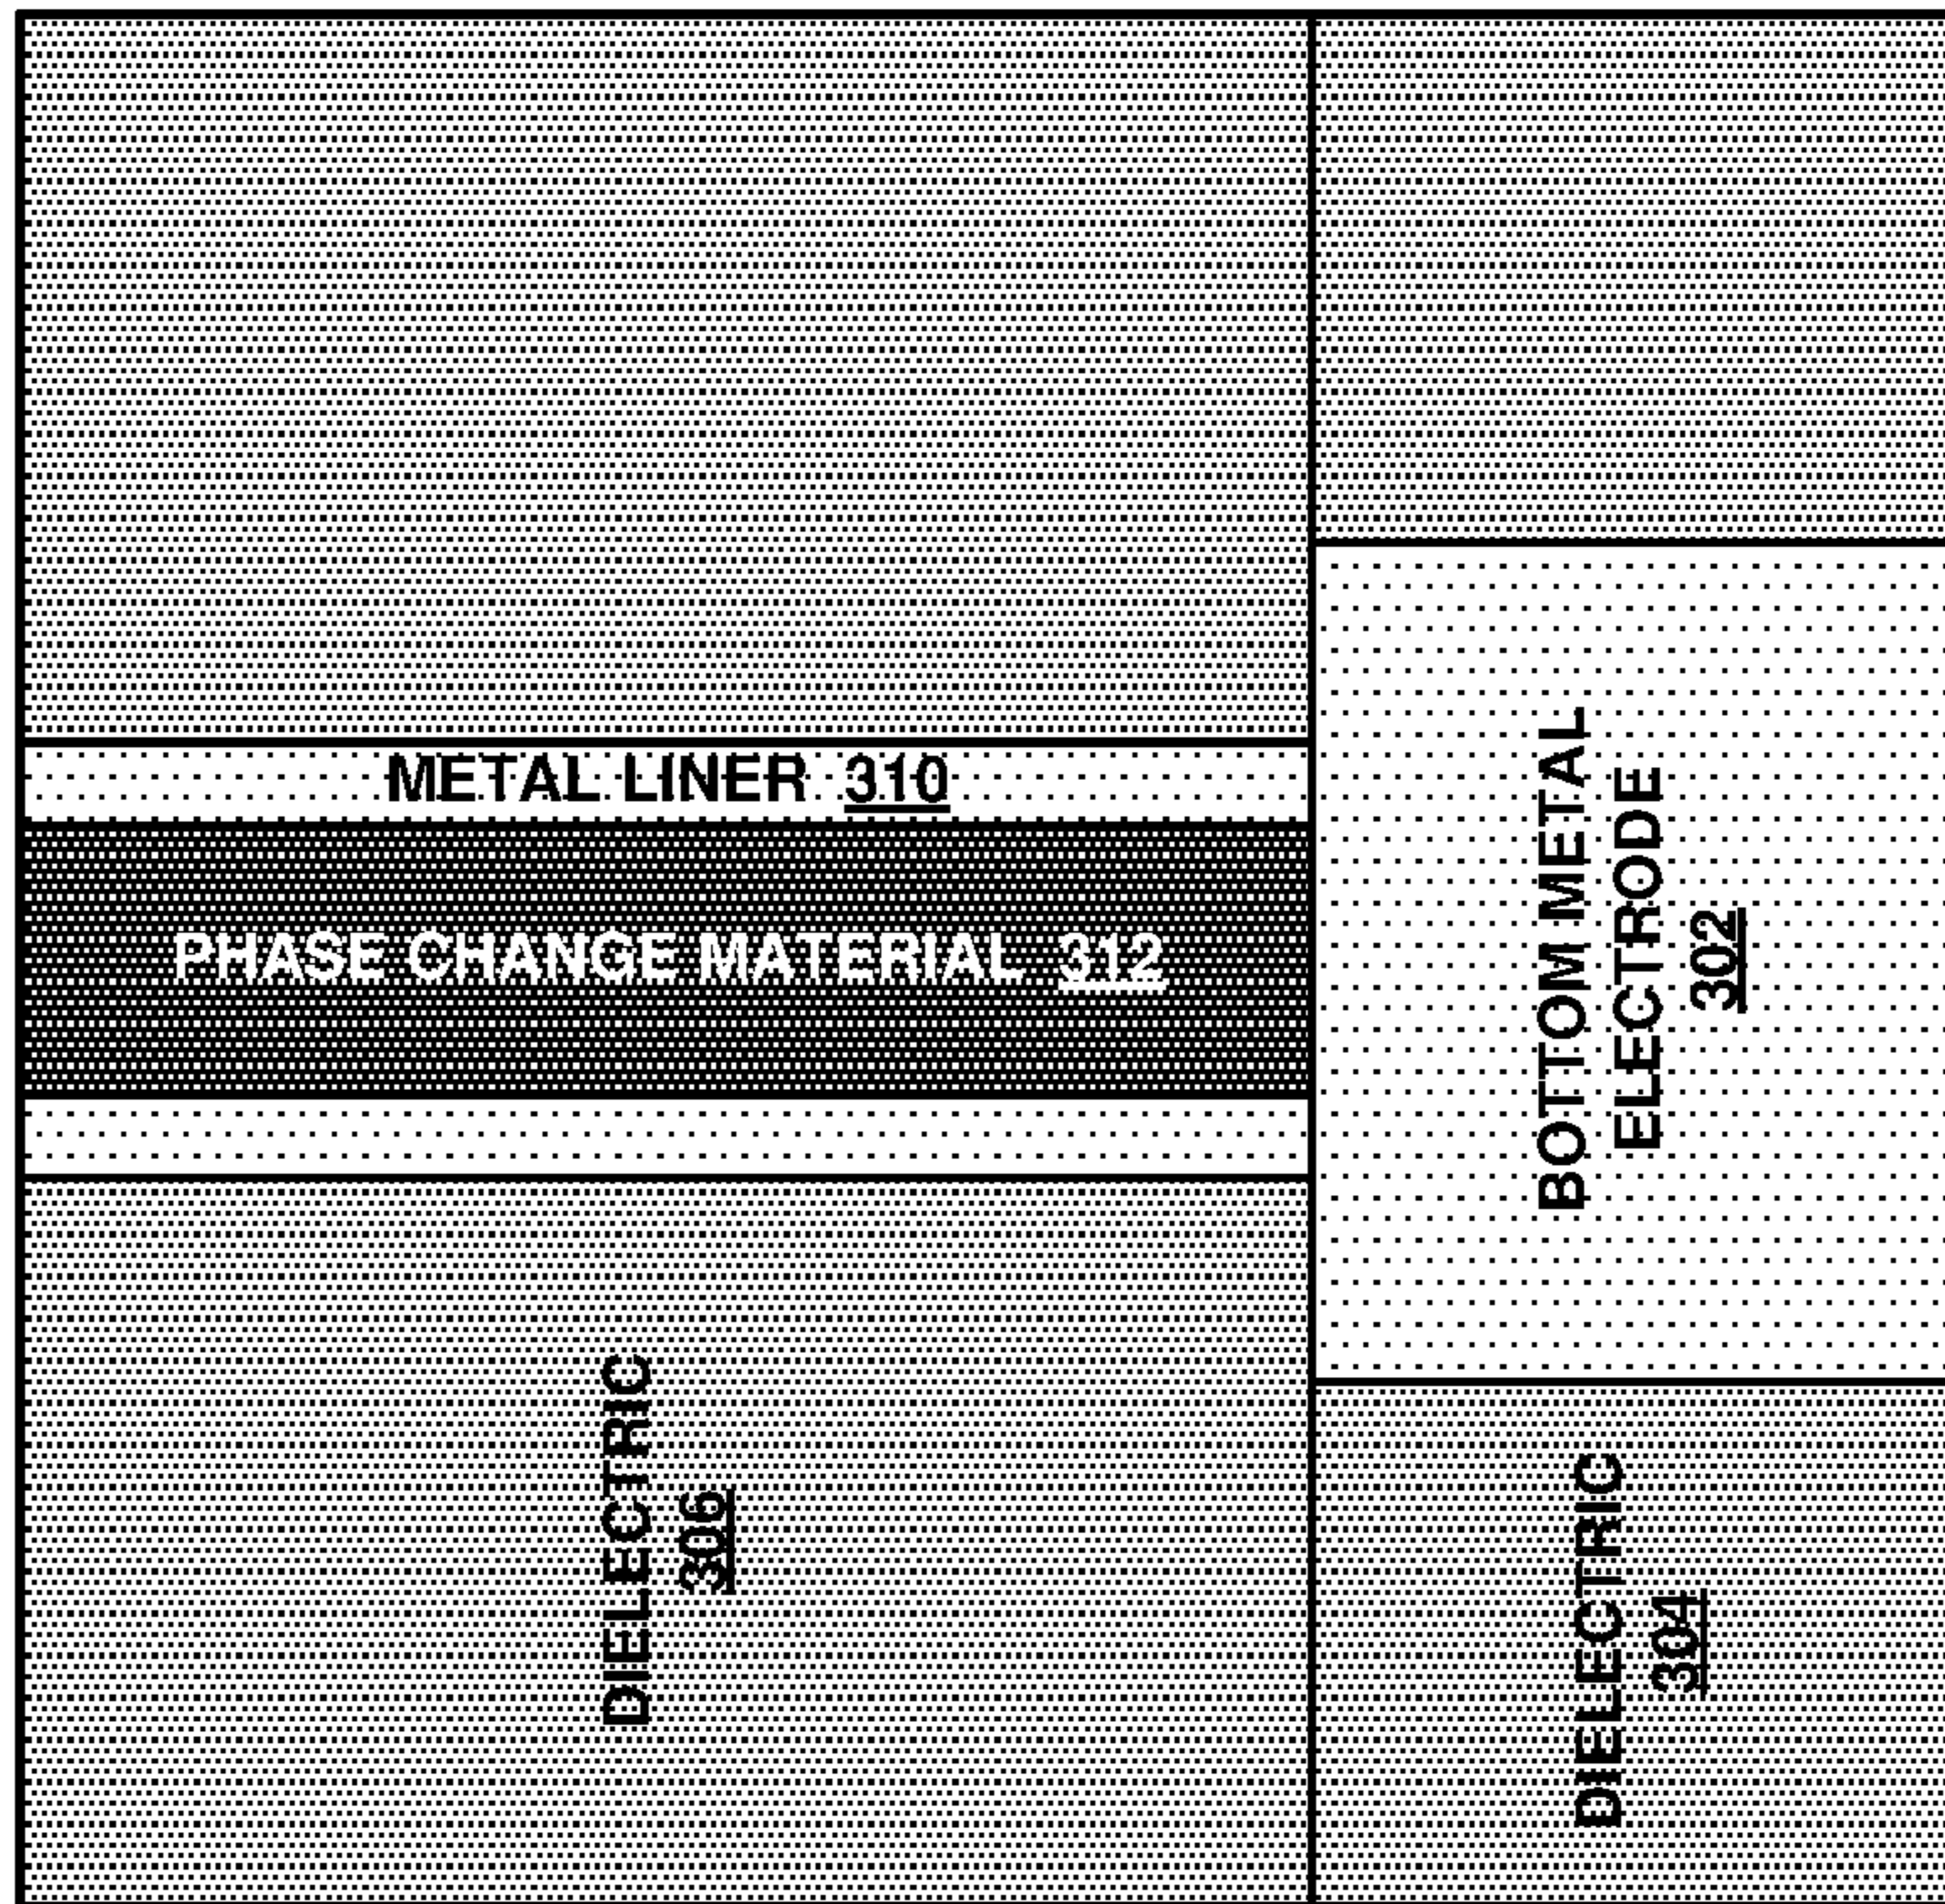 METAL LINER 310
PHASE CHANGE MATERIAL 312
BOTTOM METAL
ELECTRODE
302
DIELECTRIC
306
DIELECTRIC
304